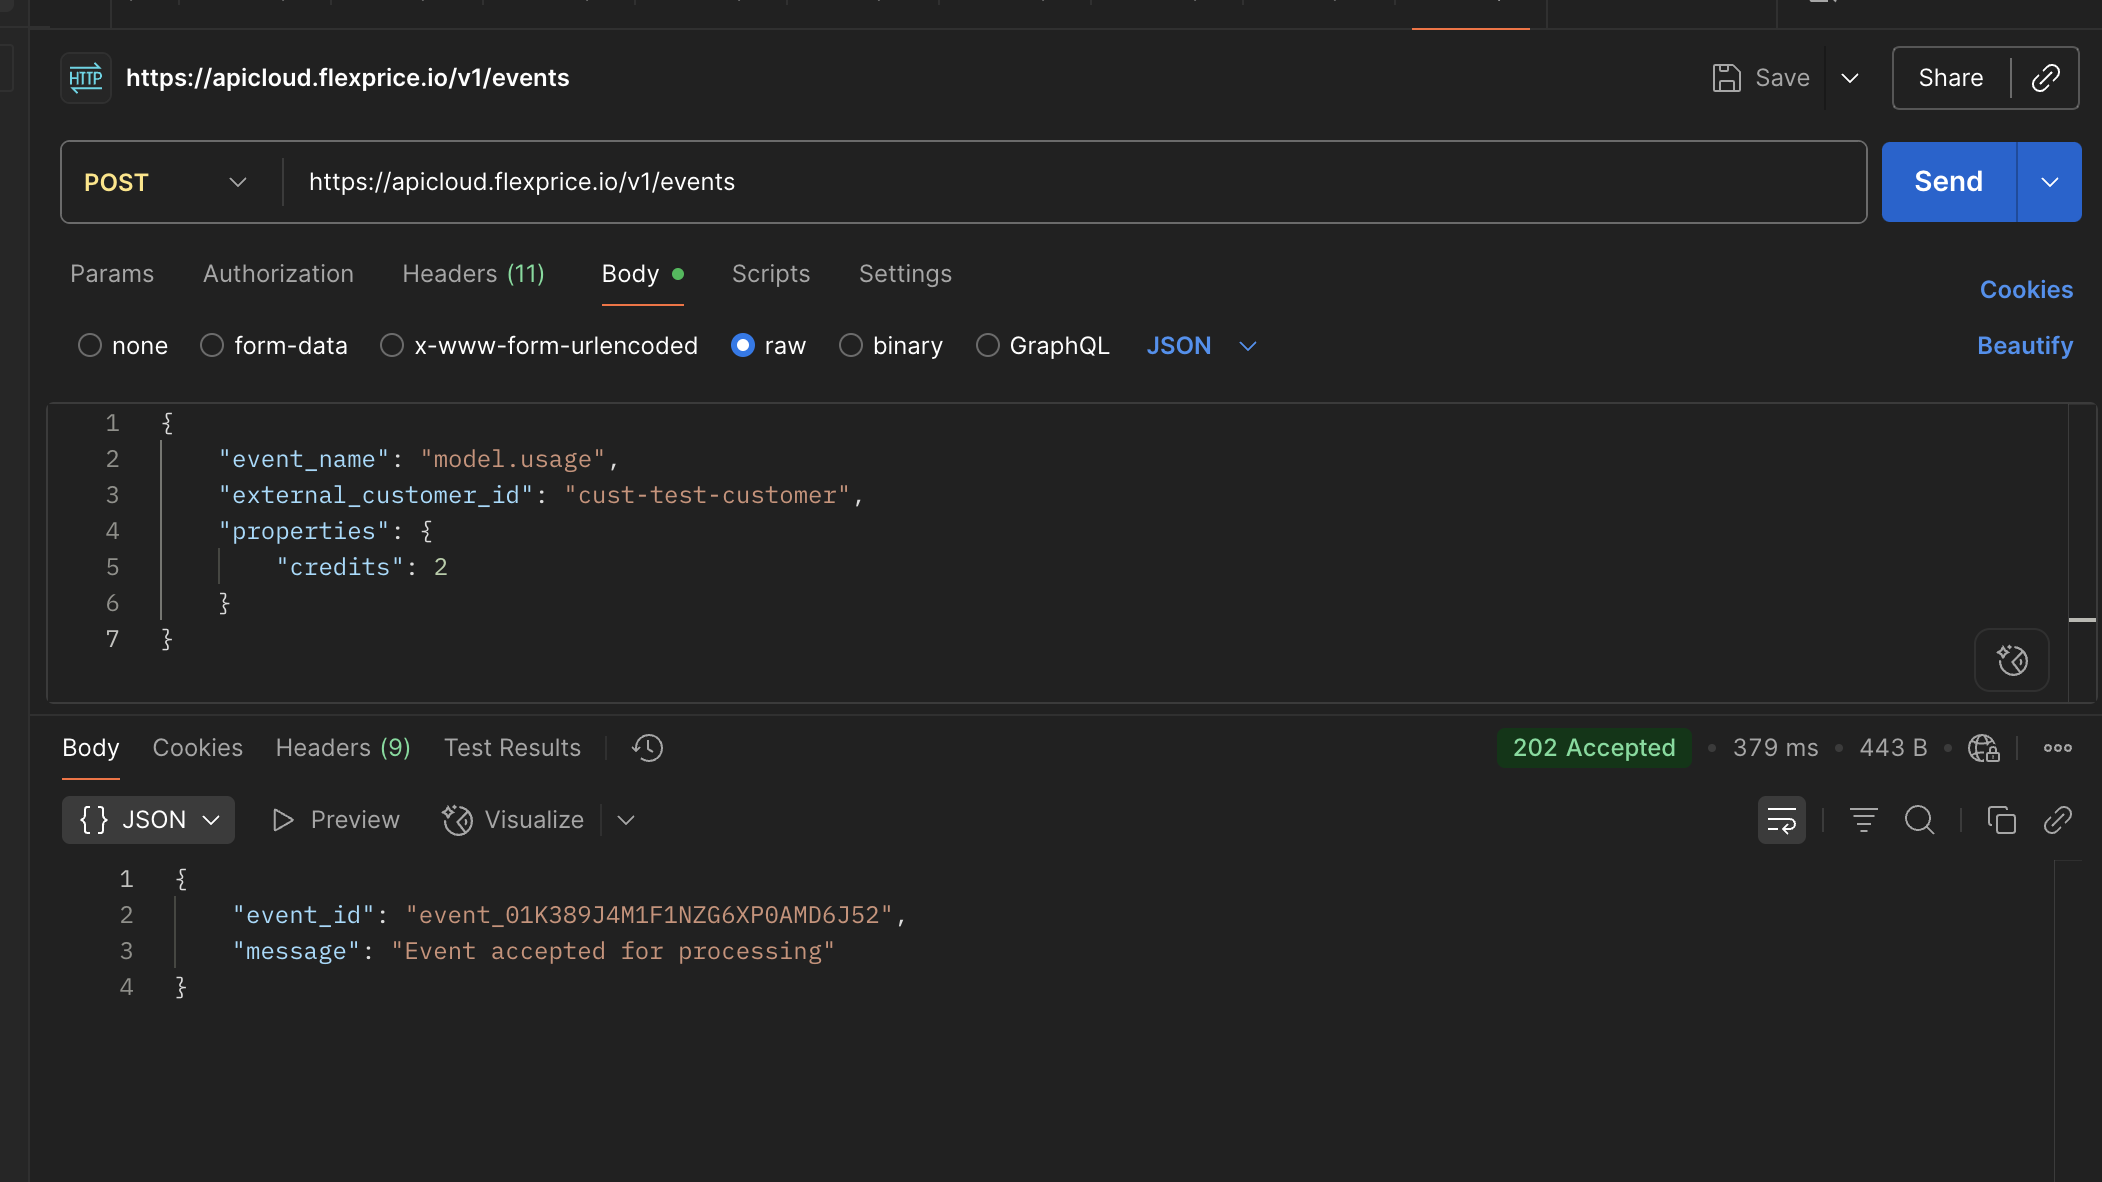 HTTP https://apicloud.flexprice.io/v1/events Save Share
POST https://apicloud.flexprice.io/v1/events Send
Params Authorization Headers (11) Body Scripts Settings Cookies
none form-data x-www-form-urlencoded raw binary GraphQL JSON Beautify
1 {
2 "event_name": "model.usage",
3 "external_customer_id": "cust-test-customer",
4 "properties": {
5 "credits": 2
6 }
7 }
Body Cookies Headers (9) Test Results 202 Accepted • 379 ms • 443 B •
{} JSON Preview Visualize
1 {
2 "event_id": "event_01K389J4M1F1NZG6XP0AMD6J52",
3 "message": "Event accepted for processing"
4 }